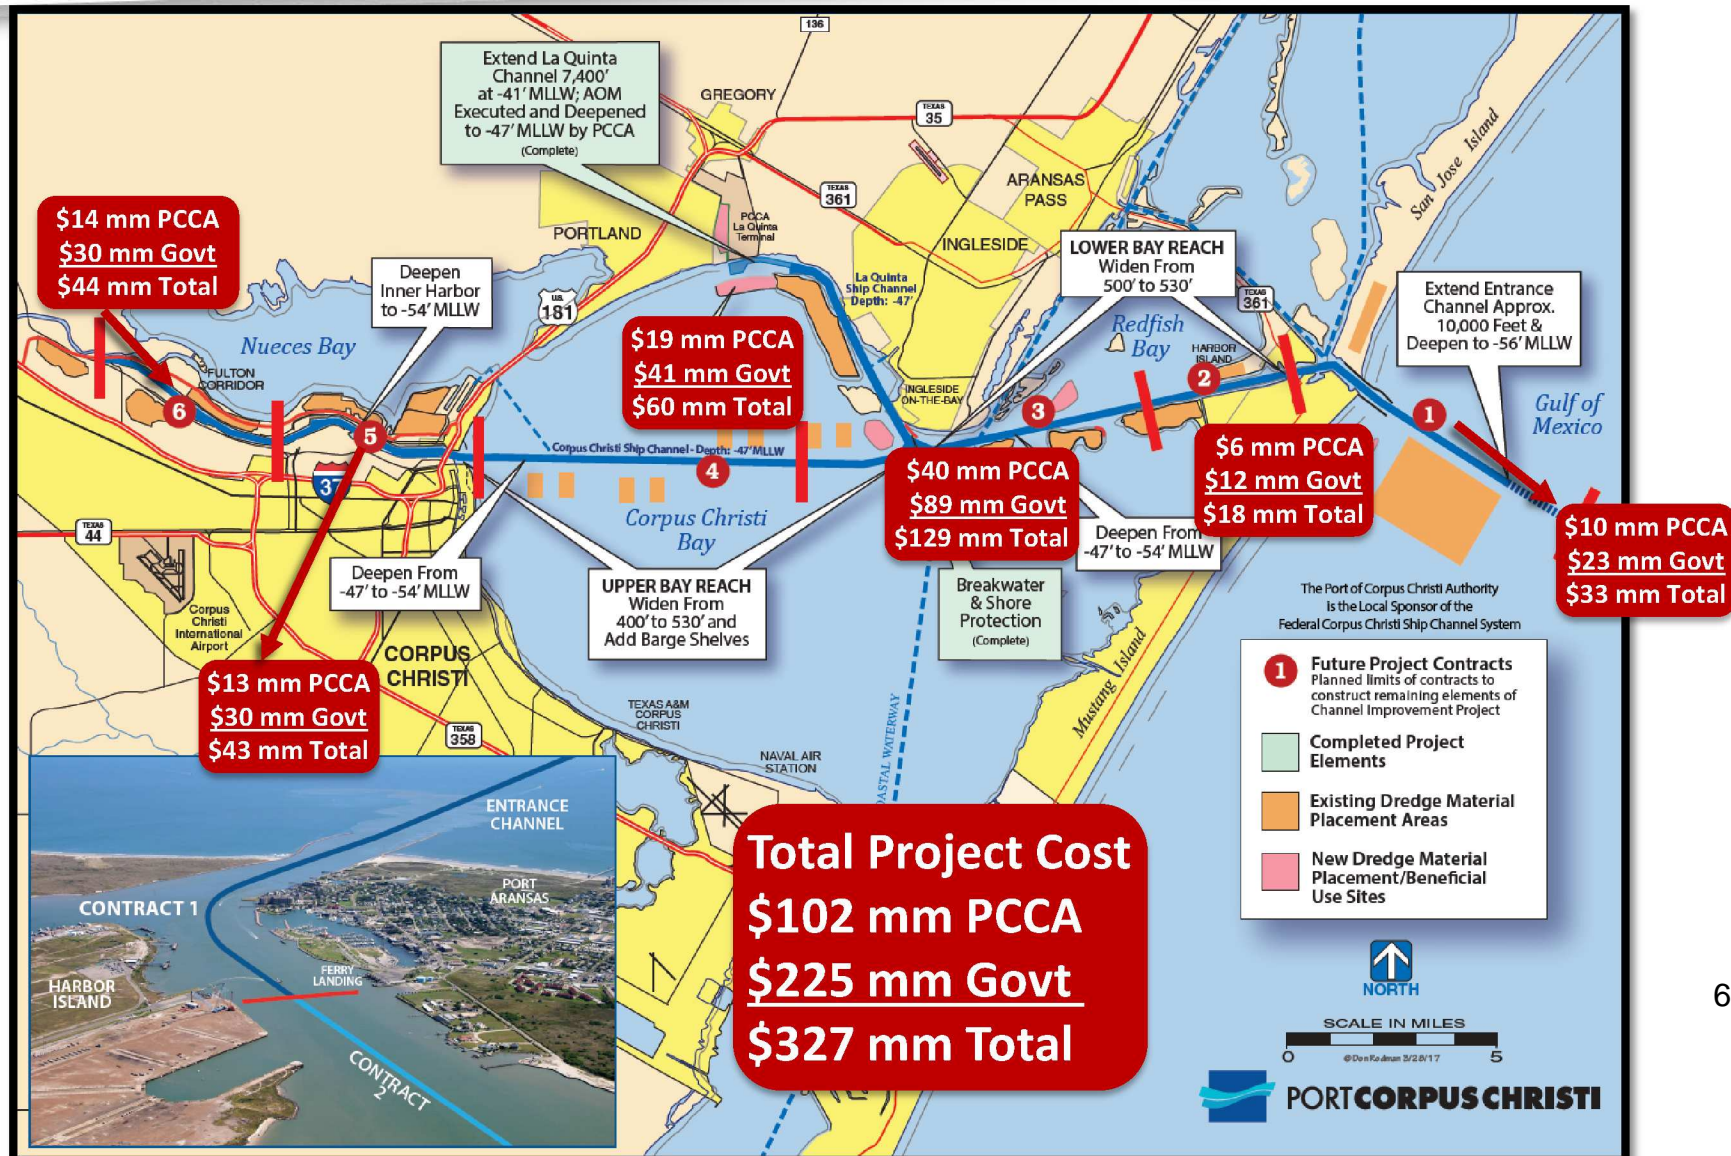 136
Extend La Quinta
Channel 7,400'
at -41' MLLW; AOM
Executed and Deepened
to -47' MLLW by PCCA
(Complete)
GREGORY
TEXAS
35
San Jose Island
ARANSAS
PASS
TEXAS
361
$14 mm PCCA
$30 mm Govt
$44 mm Total
PCCA
La Quinta
Terminal
PORTLAND
INGLESIDE
LOWER BAY REACH
Widen From
500' to 530'
Deepen
Inner Harbor
to -54' MLLW
La Quinta
Ship Channel
Depth: -47'
TEXAS
361
Extend Entrance
Channel Approx.
10,000 Feet &
Deepen to -56' MLLW
U.S.
181
Nueces Bay
$19 mm PCCA
$41 mm Govt
$60 mm Total
Redfish
Bay
HARBOR
ISLAND
FULTON
CORRIDOR
INGLESIDE
ON-THE-BAY
6
5
4
3
2
1
Gulf of
Mexico
Corpus Christi Ship Channel - Depth: -47' MLLW
37
$40 mm PCCA
$89 mm Govt
$129 mm Total
$6 mm PCCA
$12 mm Govt
$18 mm Total
Corpus Christi
Bay
TEXAS
44
Deepen From
-47' to -54' MLLW
$10 mm PCCA
$23 mm Govt
$33 mm Total
Deepen From
-47' to -54' MLLW
UPPER BAY REACH
Widen From
400' to 530' and
Add Barge Shelves
Breakwater
& Shore
Protection
(Complete)
The Port of Corpus Christi Authority
is the Local Sponsor of the
Federal Corpus Christi Ship Channel System
Corpus
Christi
International
Airport
CORPUS
CHRISTI
Mustang Island
$13 mm PCCA
$30 mm Govt
$43 mm Total
TEXAS
358
TEXAS A&M
CORPUS
CHRISTI
NAVAL AIR
STATION
WATERWAY
1
Future Project Contracts
Planned limits of contracts to
construct remaining elements of
Channel Improvement Project
Completed Project
Elements
Existing Dredge Material
Placement Areas
New Dredge Material
Placement/Beneficial
Use Sites
ENTRANCE
CHANNEL
PORT
ARANSAS
CONTRACT 1
FERRY
LANDING
HARBOR
ISLAND
CONTRACT
2
Total Project Cost
$102 mm PCCA
$225 mm Govt
$327 mm Total
NORTH
6
SCALE IN MILES
0
@Don Rodman 3/28/17
5
PORTCORPUS CHRISTI